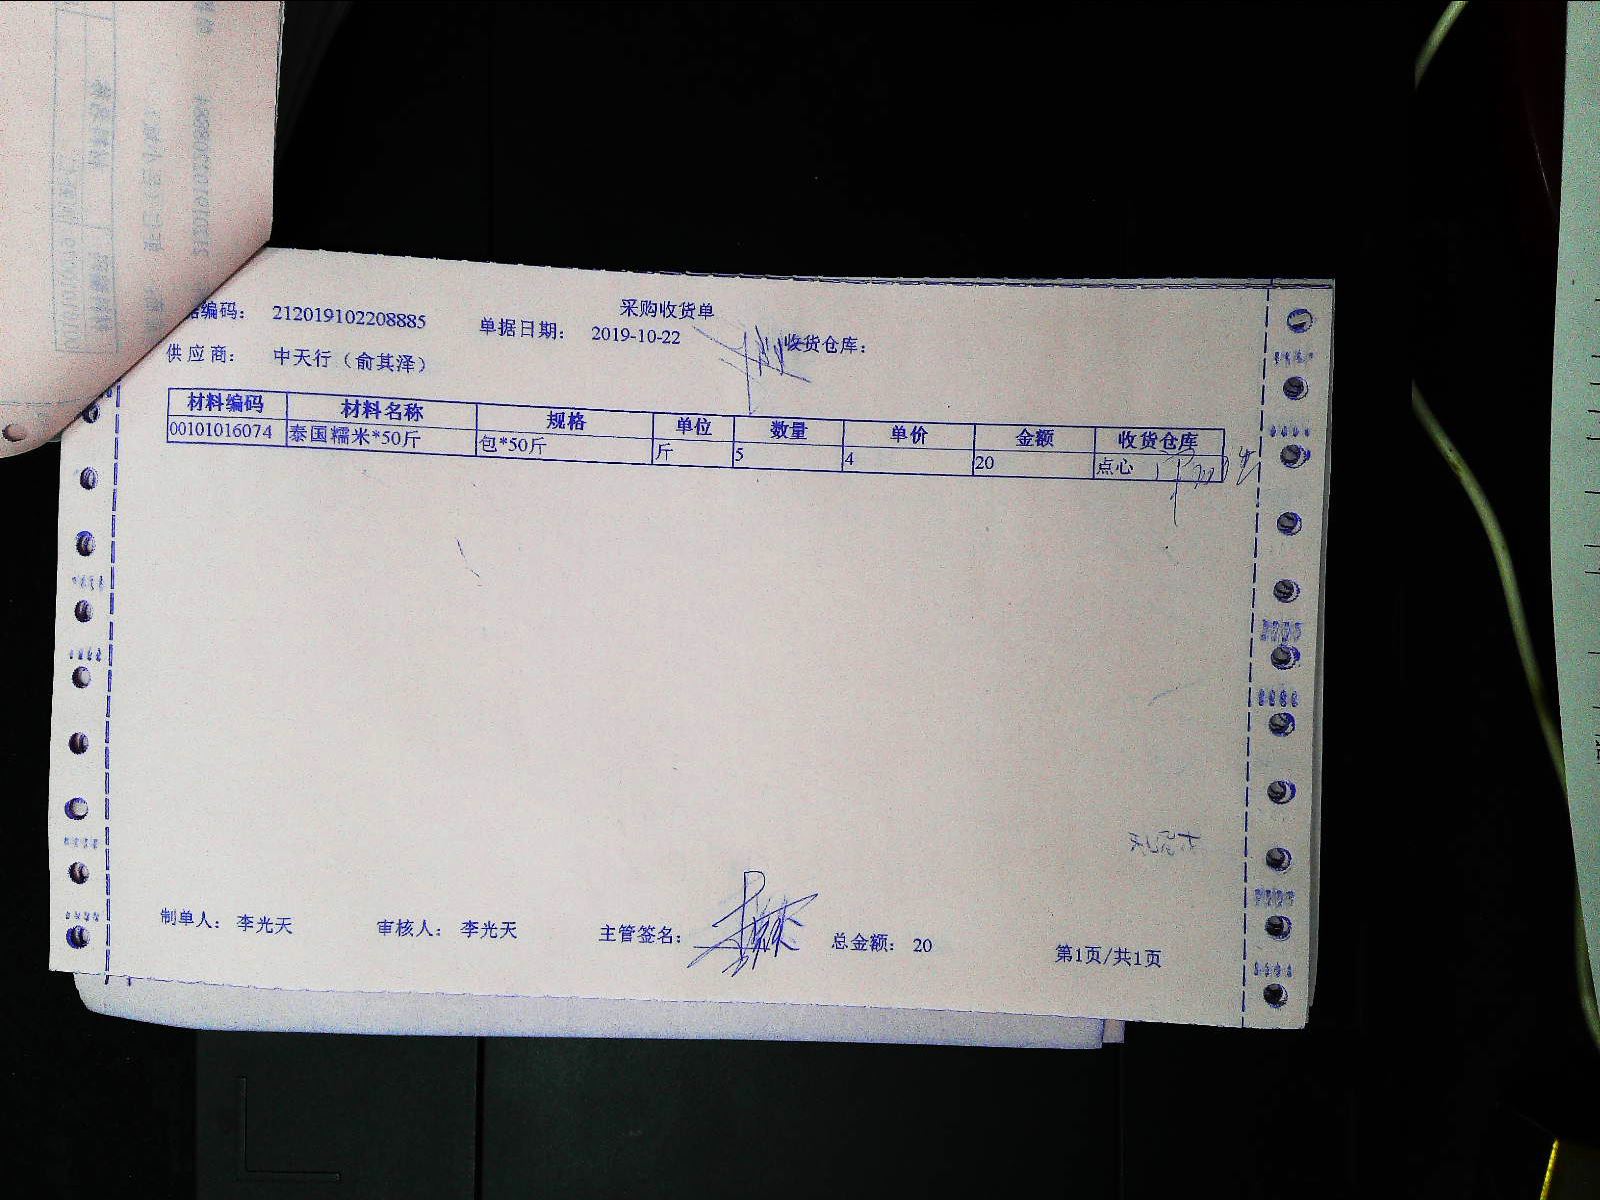 采购收货单
据编码： 212019102208885 单据日期： 2019-10-22 收货仓库：
供应商： 中天行（俞其泽）
材料编码 材料名称 规格 单位 数量 单价 金额 收货仓库
00101016074 泰国糯米*50斤 包*50斤 斤 5 4 20 点心
制单人： 李光天 审核人： 李光天 主管签名： 总金额： 20 第1页/共1页